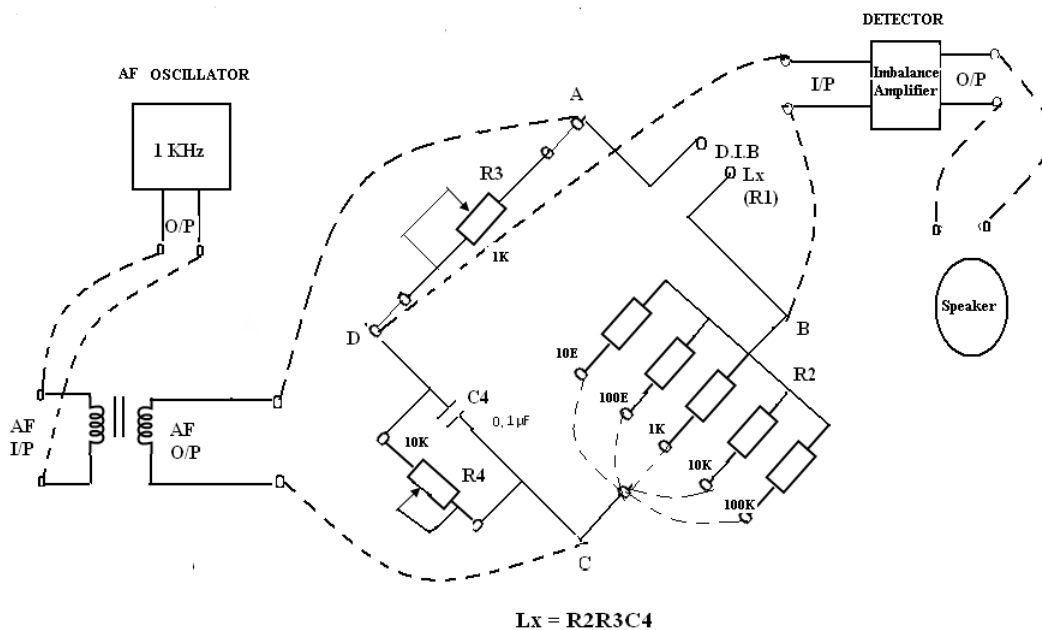 DETECTOR
AF OSCILLATOR
1 KHz
O/P
I/P
Imbalance
Amplifier
O/P
A
D.I.B
Lx
(R1)
R3
1K
D
B
Speaker
10E
100E
1K
10K
100K
R2
C4
0,1µF
10K
R4
AF
I/P
AF
O/P
C
Lx = R2R3C4